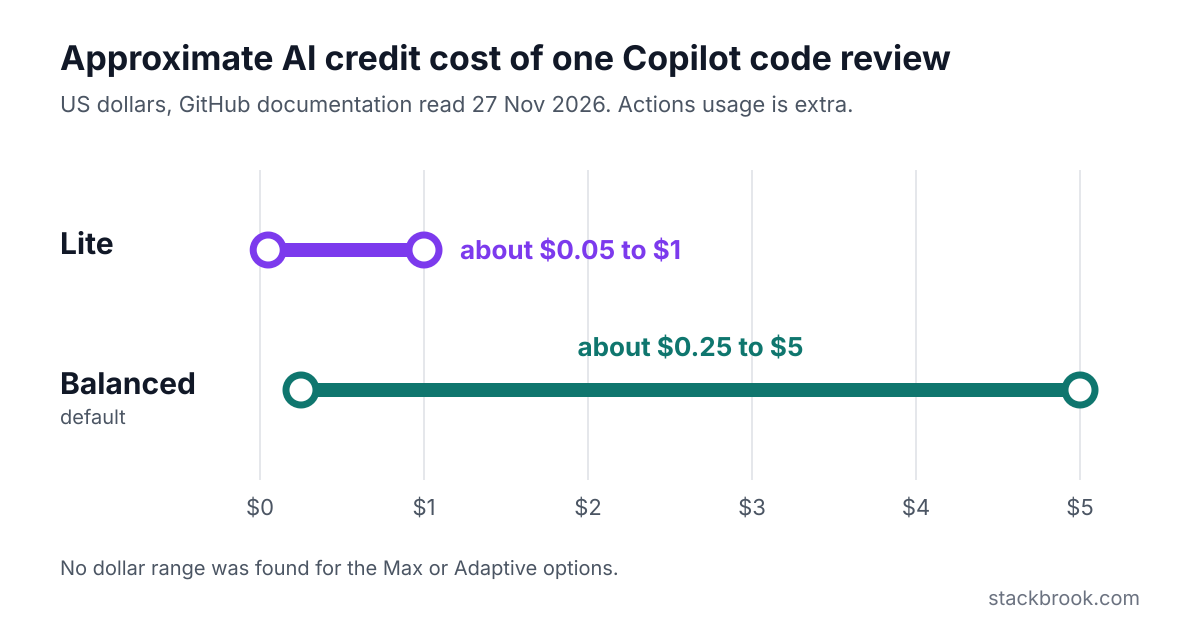 Approximate AI credit cost of one Copilot code review
US dollars, GitHub documentation read 27 Nov 2026. Actions usage is extra.
Lite
about $0.05 to $1
about $0.25 to $5
Balanced
default
$0 $1 $2 $3 $4 $5
No dollar range was found for the Max or Adaptive options.
stackbrook.com